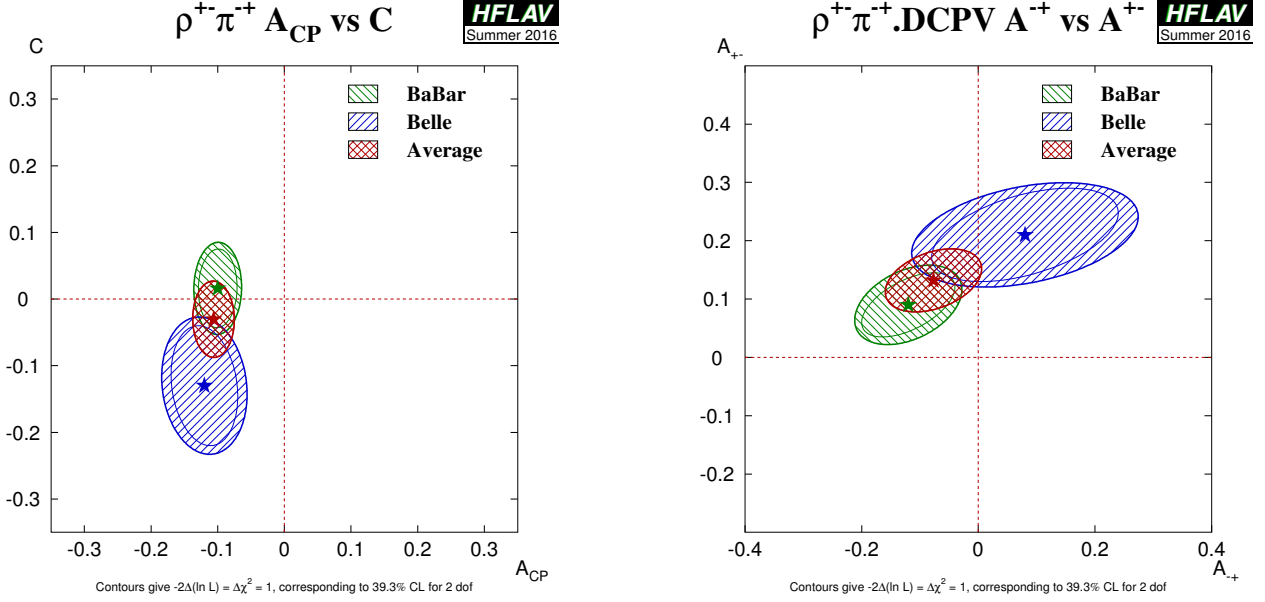 ρ⁺⁻π⁻⁺ A_CP vs C
HFLAV
Summer 2016
C
BaBar
Belle
Average
0.3
0.2
0.1
0
-0.1
-0.2
-0.3
-0.3 -0.2 -0.1 0 0.1 0.2 0.3
A_CP
Contours give -2Δ(ln L) = Δχ² = 1, corresponding to 39.3% CL for 2 dof
ρ⁺⁻π⁻⁺.DCPV A⁻⁺ vs A⁺⁻
HFLAV
Summer 2016
A₊₋
BaBar
Belle
Average
0.4
0.3
0.2
0.1
0
-0.1
-0.2
-0.4 -0.2 0 0.2 0.4
A₋₊
Contours give -2Δ(ln L) = Δχ² = 1, corresponding to 39.3% CL for 2 dof